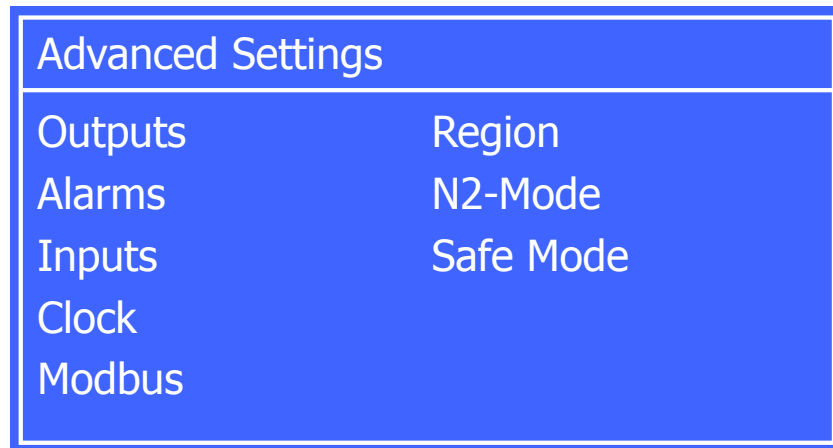 Advanced Settings
Outputs
Alarms
Inputs
Clock
Modbus
Region
N2-Mode
Safe Mode